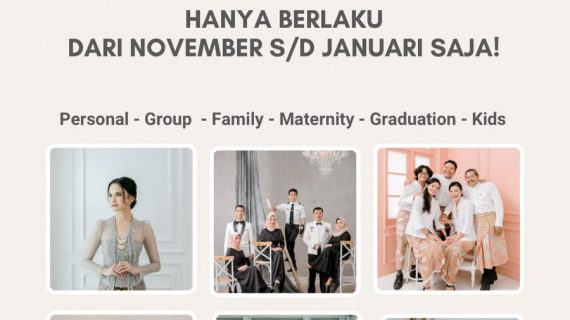 HANYA BERLAKU
DARI NOVEMBER S/D JANUARI SAJA!
Personal - Group - Family - Maternity - Graduation - Kids